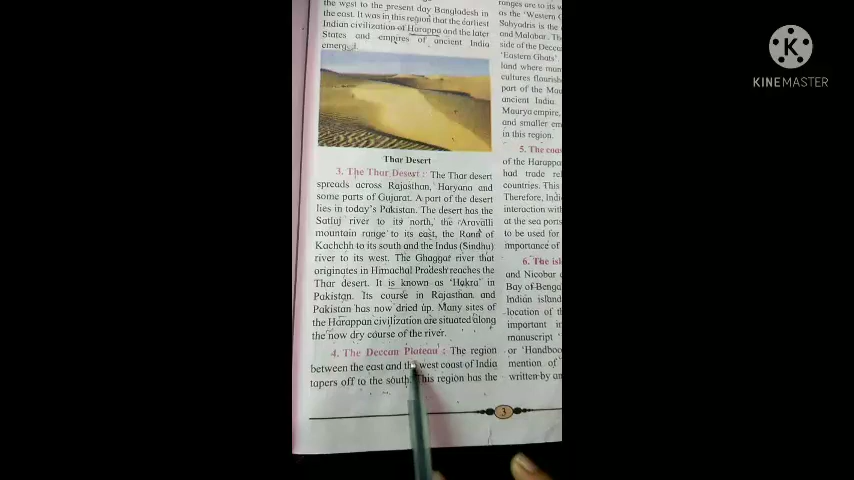 the west to the present day Bangladesh in
the east. It was in this region that the earliest
Indian civilization of Harappa and the later
States and empires of ancient India
emerged.
Thar Desert
3. The Thar Desert : The Thar desert
spreads across Rajasthan, Haryana and
some parts of Gujarat. A part of the desert
lies in today's Pakistan. The desert has the
Satluj river to its north, the Aravalli
mountain range to its east, the Rann of
Kachchh to its south and the Indus (Sindhu)
river to its west. The Ghaggar river that
originates in Himachal Pradesh reaches the
Thar desert. It is known as 'Hakra' in
Pakistan. Its course in Rajasthan and
Pakistan has now dried up. Many sites of
the Harappan civilization are situated along
the now dry course of the river.
4. The Deccan Plateau : The region
between the east and the west coast of India
tapers off to the south. This region has the
ranges are to its w
as the 'Western G
Sahyadris is the
and Malabar. Th
side of the Decca
'Eastern Ghats'.
land where man
cultures flourish
part of the Mau
ancient India.
Maurya empire,
and smaller em
in this region.
5. The coa
of the Harappa
had trade rel
countries. This
Therefore, Indi
interaction with
at the sea ports
to be used for
importance of
6. The isl
and Nicobar
Bay of Benga
Indian island
location of t
important in
manuscript '
or 'Handboo
mention of
written by an
3
K
KINEMASTER